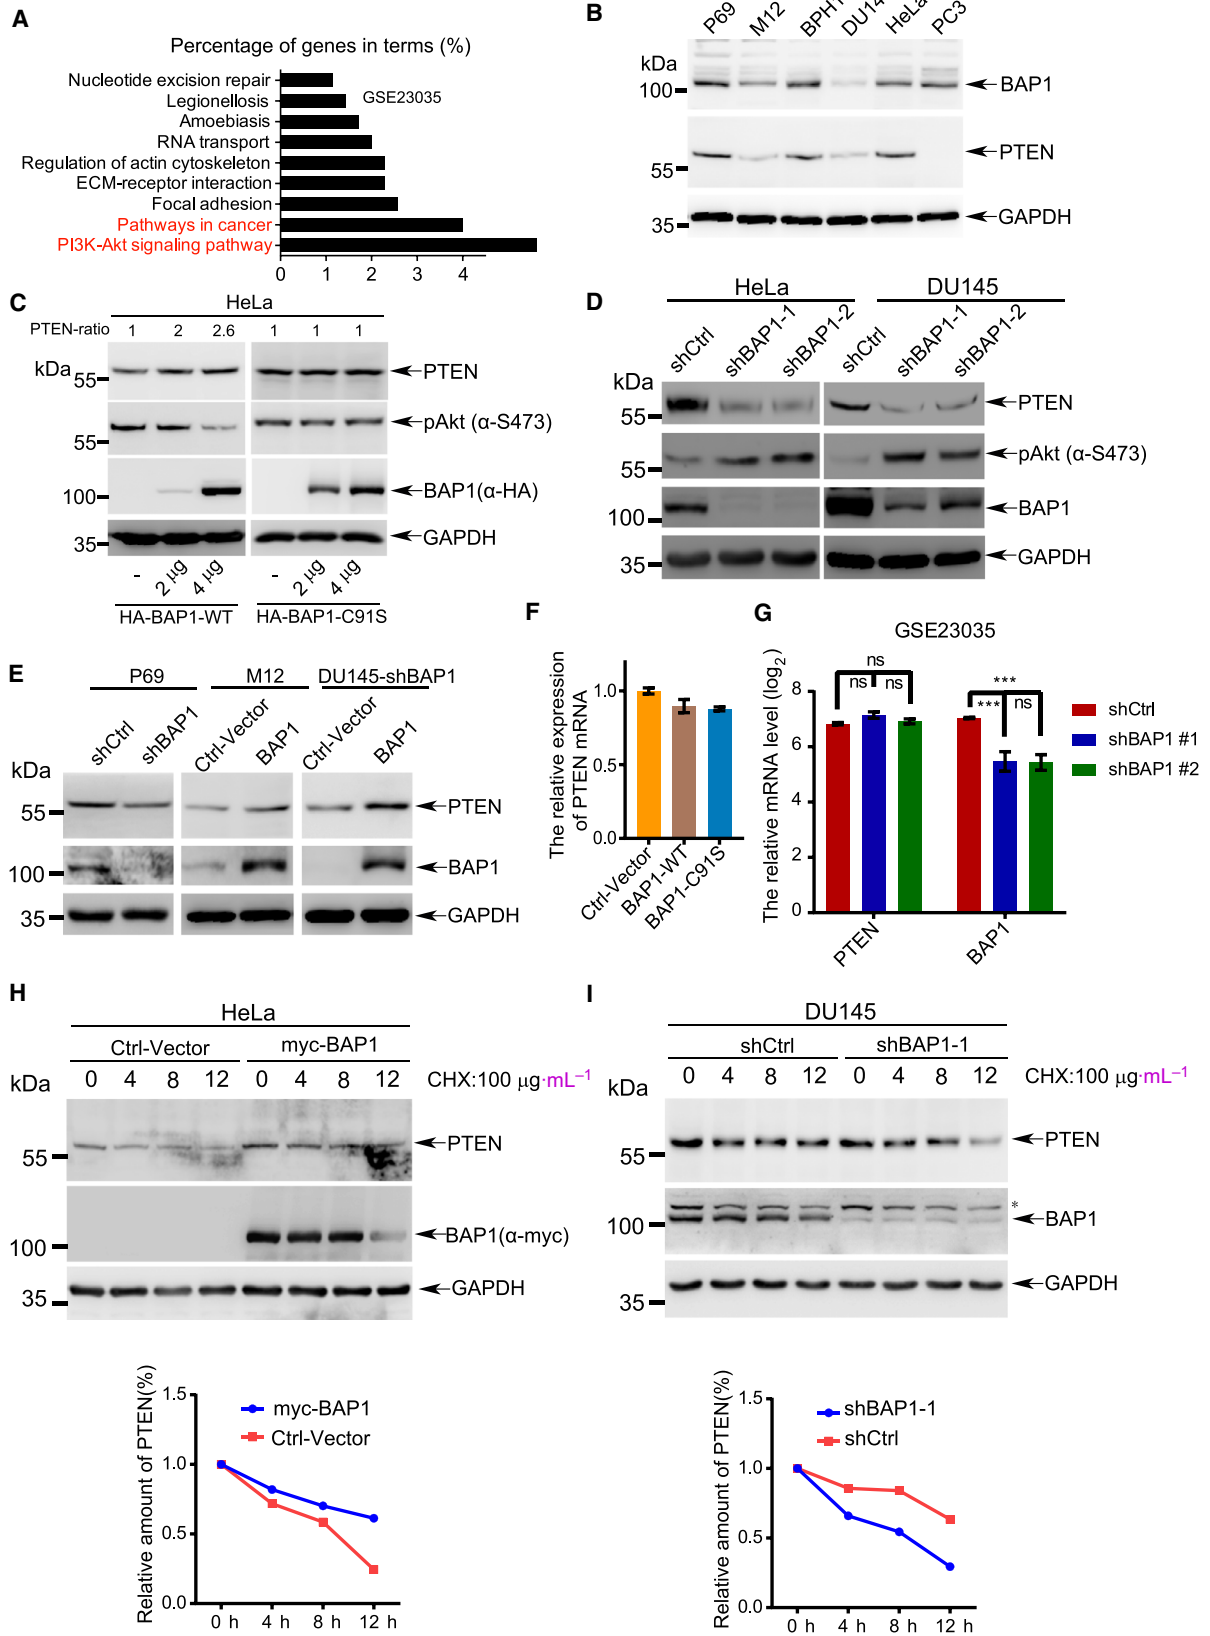 A
Percentage of genes in terms (%)
Nucleotide excision repair
Legionellosis
GSE23035
Amoebiasis
RNA transport
Regulation of actin cytoskeleton
ECM-receptor interaction
Focal adhesion
Pathways in cancer
PI3K-Akt signaling pathway
0 1 2 3 4
B
P69 M12 BPH1 DU14 HeLa PC3
kDa
100
BAP1
PTEN
55
35
GAPDH
C
HeLa
PTEN-ratio 1 2 2.6 1 1 1
kDa
55
PTEN
pAkt (α-S473)
55
BAP1(α-HA)
100
GAPDH
35
- 2 μg 4 μg - 2 μg 4 μg
HA-BAP1-WT HA-BAP1-C91S
D
HeLa DU145
shCtrl shBAP1-1 shBAP1-2 shCtrl shBAP1-1 shBAP1-2
kDa
55
PTEN
pAkt (α-S473)
55
BAP1
100
GAPDH
35
E
P69 M12 DU145-shBAP1
shCtrl shBAP1 Ctrl-Vector BAP1 Ctrl-Vector BAP1
kDa
55
PTEN
100
BAP1
35
GAPDH
F
The relative expression
of PTEN mRNA
1.0
0.5
0.0
Ctrl-Vector BAP1-WT BAP1-C91S
G
GSE23035
The relative mRNA level (log2)
8
6
4
2
0
ns
ns ns
***
*** ns
PTEN BAP1
shCtrl
shBAP1 #1
shBAP1 #2
H
HeLa
Ctrl-Vector myc-BAP1
kDa
0 4 8 12 0 4 8 12 CHX:100 μg·mL−1
PTEN
55
BAP1(α-myc)
100
GAPDH
35
Relative amount of PTEN(%)
1.5
1.0
0.5
0.0
myc-BAP1
Ctrl-Vector
0 h 4 h 8 h 12 h
I
DU145
shCtrl shBAP1-1
kDa
0 4 8 12 0 4 8 12 CHX:100 μg·mL−1
PTEN
55
*
BAP1
100
GAPDH
35
Relative amount of PTEN(%)
1.5
1.0
0.5
0.0
shBAP1-1
shCtrl
0 h 4 h 8 h 12 h